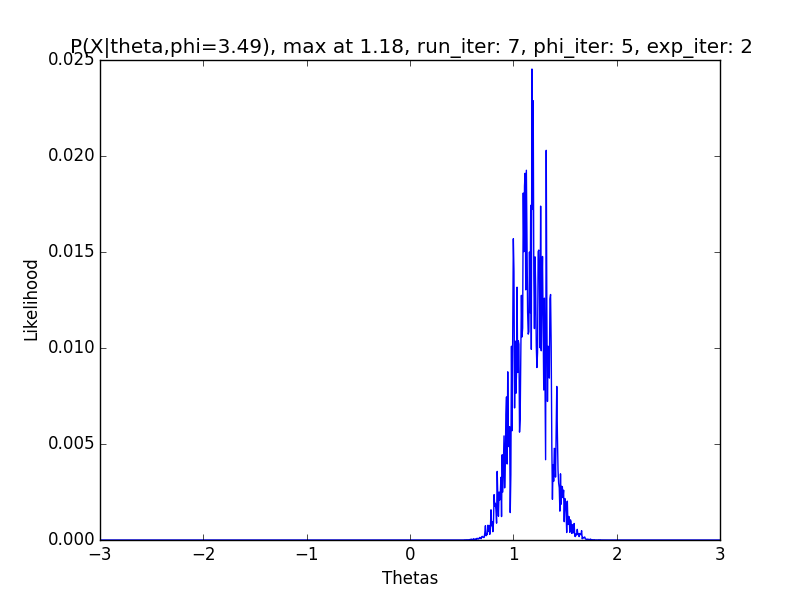 P(X|theta,phi=3.49), max at 1.18, run_iter: 7, phi_iter: 5, exp_iter: 2
0.025
0.020
0.015
0.010
0.005
0.000
Likelihood
−3 −2 −1 0 1 2 3
Thetas